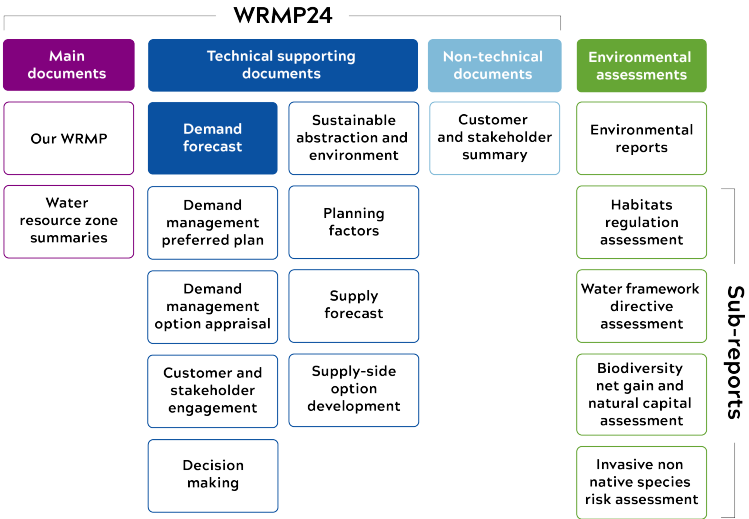 WRMP24
Main
documents
Technical supporting
documents
Non-technical
documents
Environmental
assessments
Our WRMP
Demand
forecast
Sustainable
abstraction and
environment
Customer
and stakeholder
summary
Environmental
reports
Water
resource zone
summaries
Demand
management
preferred plan
Planning
factors
Habitats
regulation
assessment
Demand
management
option appraisal
Supply
forecast
Water framework
directive
assessment
Customer and
stakeholder
engagement
Supply-side
option
development
Biodiversity
net gain and
natural capital
assessment
Decision
making
Invasive non
native species
risk assessment
Sub-reports